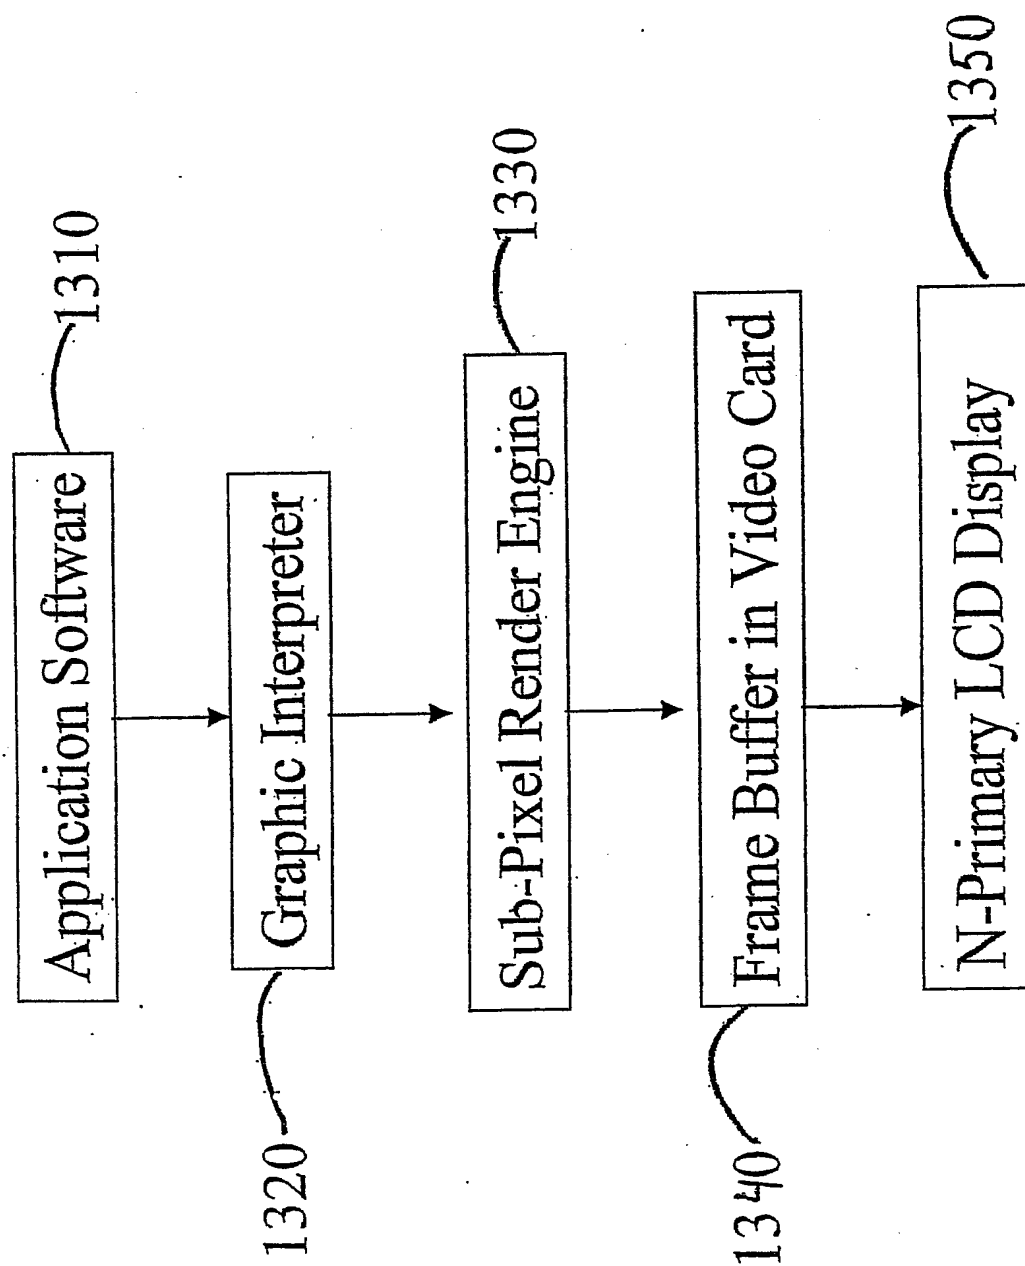 Application Software
1310
Graphic Interpreter
1320
Sub-Pixel Render Engine
1330
Frame Buffer in Video Card
1340
N-Primary LCD Display
1350